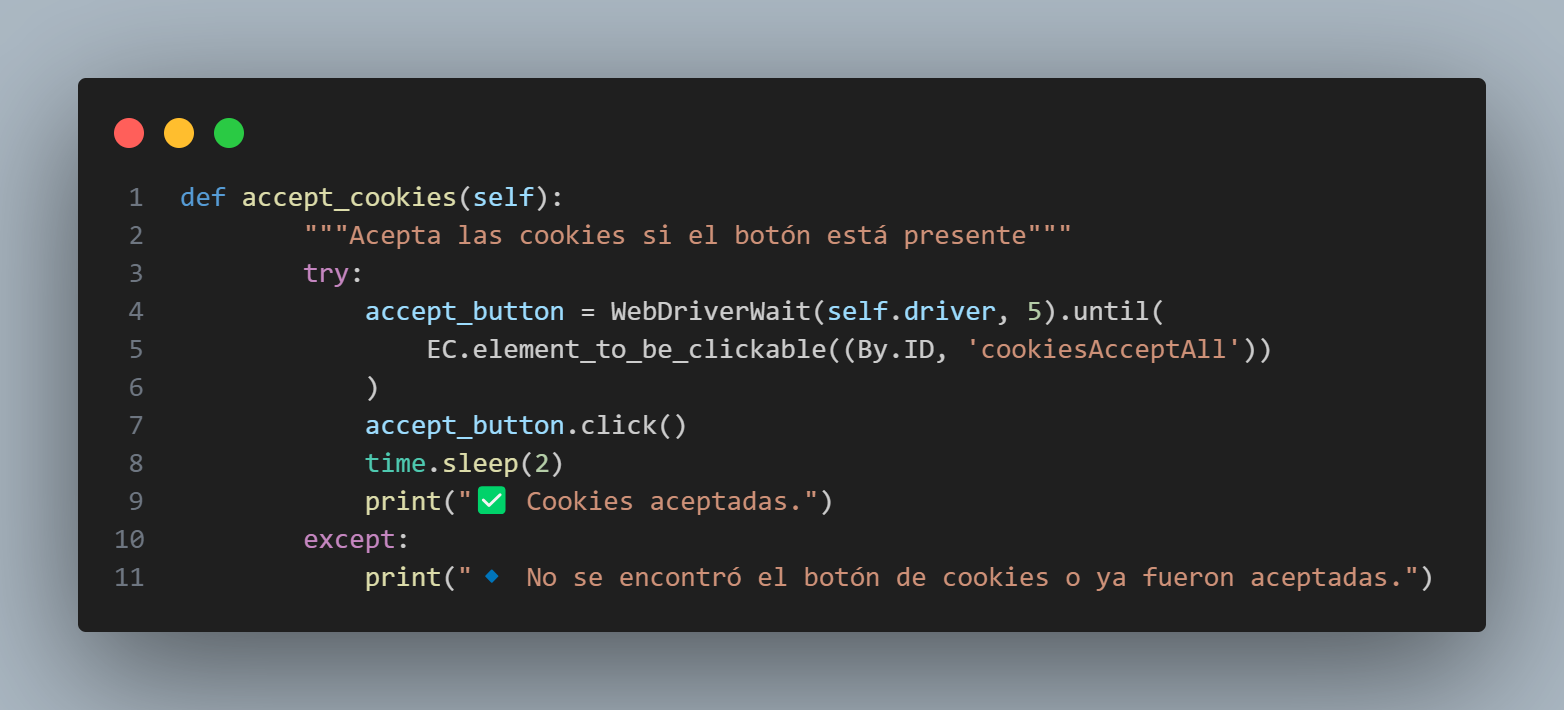 1 def accept_cookies(self):
2         """Acepta las cookies si el botón está presente"""
3         try:
4             accept_button = WebDriverWait(self.driver, 5).until(
5                 EC.element_to_be_clickable((By.ID, 'cookiesAcceptAll'))
6             )
7             accept_button.click()
8             time.sleep(2)
9             print("✅ Cookies aceptadas.")
10         except:
11             print("🔹 No se encontró el botón de cookies o ya fueron aceptadas.")